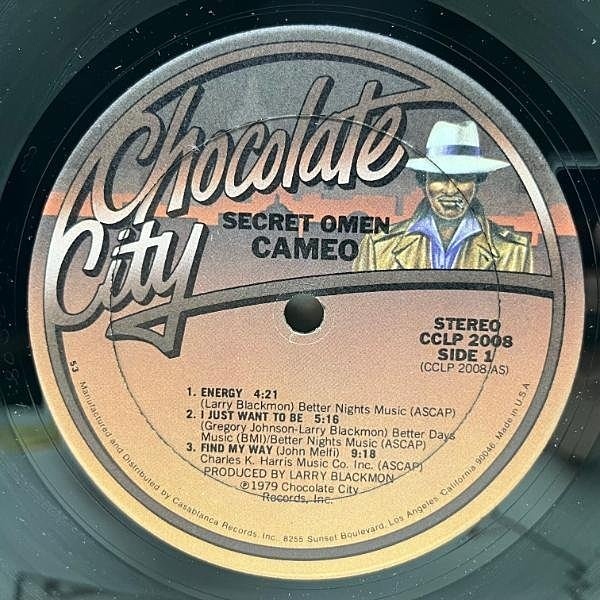 Chocolate
City
SECRET OMEN
CAMEO
STEREO
CCLP 2008
SIDE 1
(CCLP 2008 AS)
1. ENERGY 4:21
(Larry Blackmon) Better Nights Music (ASCAP)
2. I JUST WANT TO BE 5:16
(Gregory Johnson-Larry Blackmon) Better Days
Music (BMI)/Better Nights Music (ASCAP)
3. FIND MY WAY (John Melfi) 9:18
Charles K. Harris Music Co. Inc. (ASCAP)
PRODUCED BY LARRY BLACKMON
℗1979 Chocolate City
Records, Inc.
53 Manufactured and Distributed by Casablanca Records, Inc. 8255 Sunset Boulevard, Los Angeles, California 90046 Made in U.S.A.